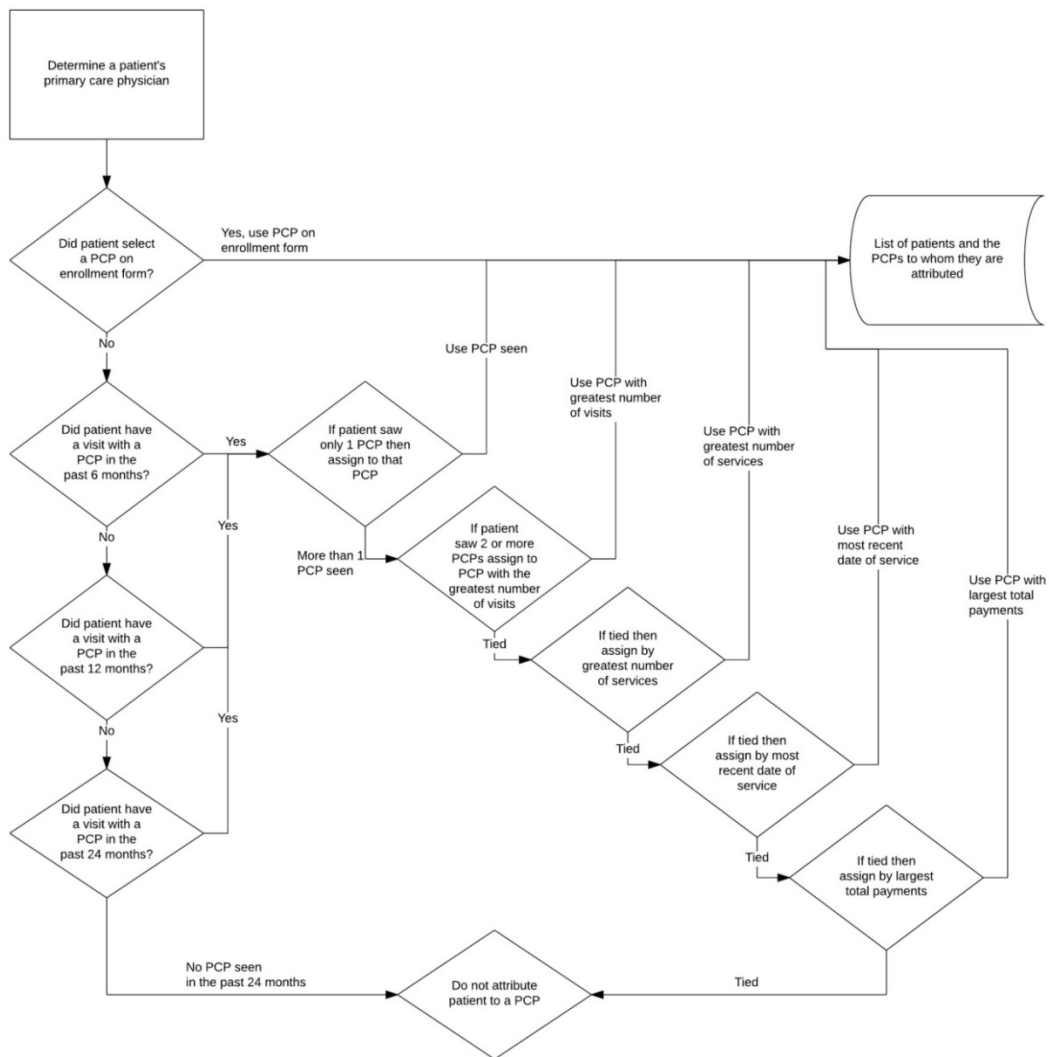 Determine a patient's
primary care physician
Did patient select
a PCP on
enrollment form?
Yes, use PCP on
enrollment form
List of patients and the
PCPs to whom they are
attributed
No
Use PCP seen
Did patient have
a visit with a
PCP in the
past 6 months?
Yes
If patient saw
only 1 PCP then
assign to that
PCP
Use PCP with
greatest number
of visits
Use PCP with
greatest number
of services
No
Yes
More than 1
PCP seen
If patient
saw 2 or more
PCPs assign to
PCP with the
greatest number
of visits
Use PCP with
most recent
date of service
Use PCP with
largest total
payments
Did patient have
a visit with a
PCP in the
past 12 months?
Tied
If tied then
assign by
greatest number
of services
No
Yes
Tied
If tied then
assign by most
recent date of
service
Did patient have
a visit with a
PCP in the
past 24 months?
Tied
If tied then
assign by largest
total payments
No PCP seen
in the past 24 months
Do not attribute
patient to a PCP
Tied